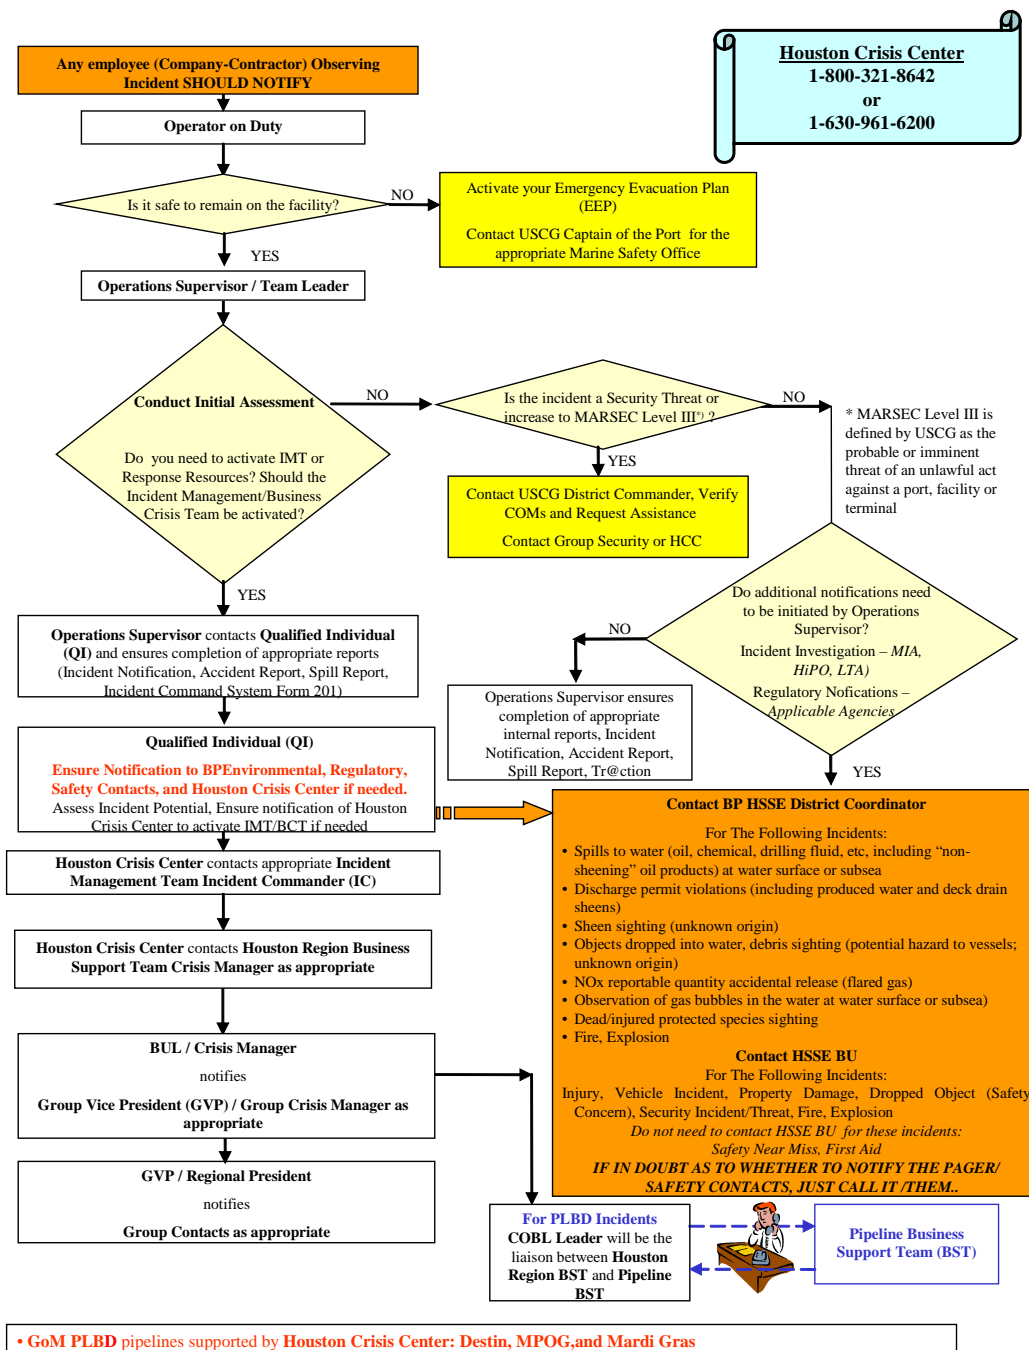 Any employee (Company-Contractor) Observing
Incident SHOULD NOTIFY
Houston Crisis Center
1-800-321-8642
or
1-630-961-6200
Operator on Duty
Is it safe to remain on the facility?
NO
Activate your Emergency Evacuation Plan
(EEP)
Contact USCG Captain of the Port for the
appropriate Marine Safety Office
YES
Operations Supervisor / Team Leader
Conduct Initial Assessment
Do you need to activate IMT or
Response Resources? Should the
Incident Management/Business
Crisis Team be activated?
NO
Is the incident a Security Threat or
increase to MARSEC Level III*) ?
NO
* MARSEC Level III is
defined by USCG as the
probable or imminent
threat of an unlawful act
against a port, facility or
terminal
YES
Contact USCG District Commander, Verify
COMs and Request Assistance
Contact Group Security or HCC
Do additional notifications need
to be initiated by Operations
Supervisor?
Incident Investigation – MIA,
HiPO, LTA)
Regulatory Nofications –
Applicable Agencies
NO
Operations Supervisor ensures
completion of appropriate
internal reports, Incident
Notification, Accident Report,
Spill Report, Tr@ction
YES
YES
Operations Supervisor contacts Qualified Individual
(QI) and ensures completion of appropriate reports
(Incident Notification, Accident Report, Spill Report,
Incident Command System Form 201)
Qualified Individual (QI)
Ensure Notification to BPEnvironmental, Regulatory,
Safety Contacts, and Houston Crisis Center if needed.
Assess Incident Potential, Ensure notification of Houston
Crisis Center to activate IMT/BCT if needed
Houston Crisis Center contacts appropriate Incident
Management Team Incident Commander (IC)
Houston Crisis Center contacts Houston Region Business
Support Team Crisis Manager as appropriate
BUL / Crisis Manager
notifies
Group Vice President (GVP) / Group Crisis Manager as
appropriate
GVP / Regional President
notifies
Group Contacts as appropriate
Contact BP HSSE District Coordinator
For The Following Incidents:
• Spills to water (oil, chemical, drilling fluid, etc, including “non-
sheening” oil products) at water surface or subsea
• Discharge permit violations (including produced water and deck drain
sheens)
• Sheen sighting (unknown origin)
• Objects dropped into water, debris sighting (potential hazard to vessels;
unknown origin)
• NOx reportable quantity accidental release (flared gas)
• Observation of gas bubbles in the water at water surface or subsea)
• Dead/injured protected species sighting
• Fire, Explosion
Contact HSSE BU
For The Following Incidents:
Injury, Vehicle Incident, Property Damage, Dropped Object (Safety
Concern), Security Incident/Threat, Fire, Explosion
Do not need to contact HSSE BU for these incidents:
Safety Near Miss, First Aid
IF IN DOUBT AS TO WHETHER TO NOTIFY THE PAGER/
SAFETY CONTACTS, JUST CALL IT /THEM..
For PLBD Incidents
COBL Leader will be the
liaison between Houston
Region BST and Pipeline
BST
Pipeline Business
Support Team (BST)
• GoM PLBD pipelines supported by Houston Crisis Center: Destin, MPOG,and Mardi Gras